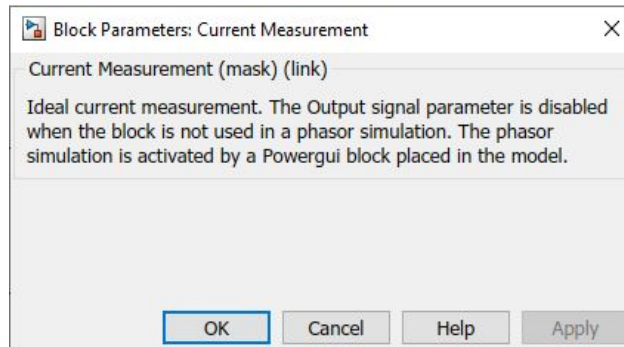 Block Parameters: Current Measurement
Current Measurement (mask) (link)
Ideal current measurement. The Output signal parameter is disabled
when the block is not used in a phasor simulation. The phasor
simulation is activated by a Powergui block placed in the model.
OK Cancel Help Apply